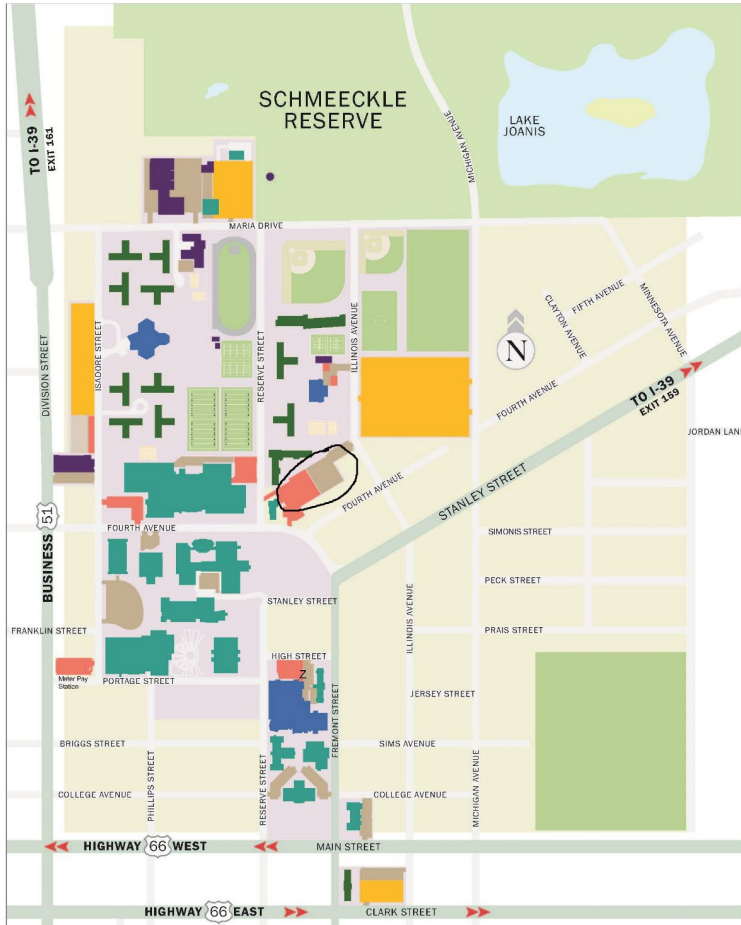 SCHMEECKLE
RESERVE
LAKE
JOANIS
MICHIGAN AVENUE
TO I-39
EXIT 161
MARIA DRIVE
CLAYTON AVENUE
FIFTH AVENUE
MINNESOTA AVENUE
N
ISADORE STREET
RESERVE STREET
ILLINOIS AVENUE
DIVISION STREET
FOURTH AVENUE
TO I-39
EXIT 159
JORDAN LANE
STANLEY STREET
FOURTH AVENUE
BUSINESS 51
FOURTH AVENUE
SIMONIS STREET
PECK STREET
STANLEY STREET
FRANKLIN STREET
ILLINOIS AVENUE
PRAIS STREET
HIGH STREET
Z
Meter Pay
Station
PORTAGE STREET
JERSEY STREET
FREMONT STREET
BRIGGS STREET
SIMS AVENUE
PHILLIPS STREET
RESERVE STREET
MICHIGAN AVENUE
COLLEGE AVENUE
COLLEGE AVENUE
HIGHWAY 66 WEST
MAIN STREET
HIGHWAY 66 EAST
CLARK STREET